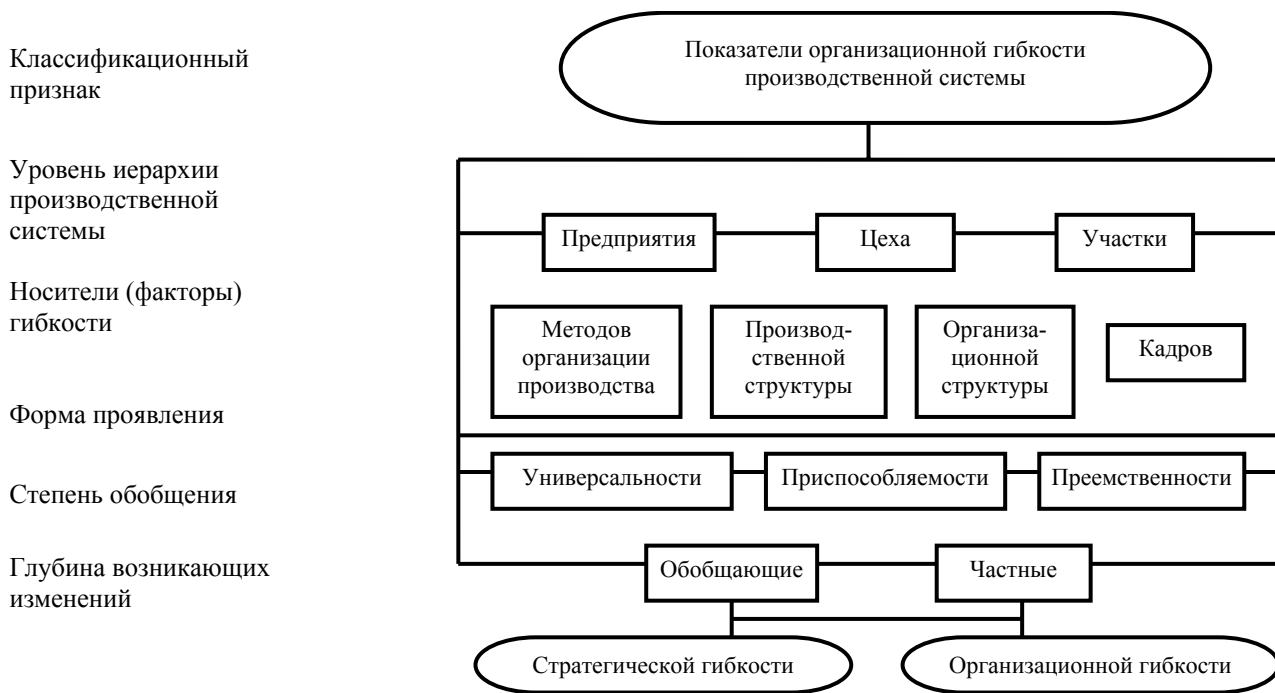 Классификационный
признак
Показатели организационной гибкости
производственной системы
Уровень иерархии
производственной
системы
Предприятия
Цеха
Участки
Носители (факторы)
гибкости
Методов
организации
производства
Производ-
ственной
структуры
Организа-
ционной
структуры
Кадров
Форма проявления
Универсальности
Приспособляемости
Преемственности
Степень обобщения
Обобщающие
Частные
Глубина возникающих
изменений
Стратегической гибкости
Организационной гибкости